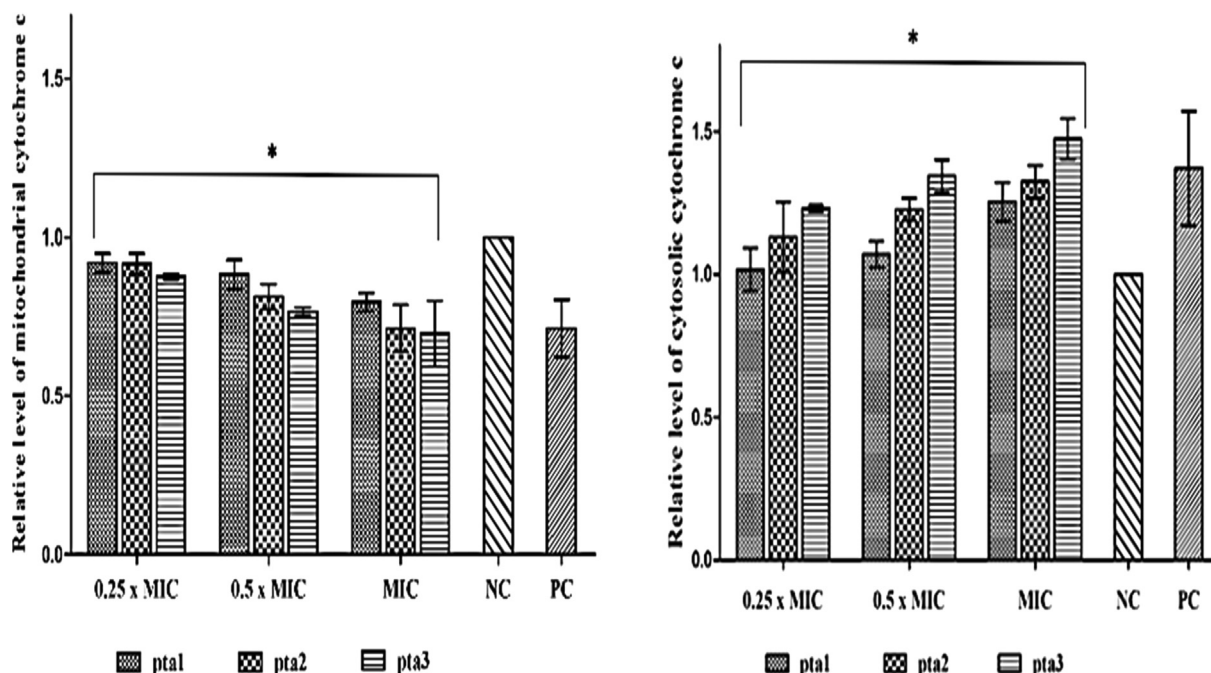 Relative level of mitochondrial cytochrome c
1.5
1.0
0.5
0.0
*
0.25 x MIC 0.5 x MIC MIC NC PC
pta1 pta2 pta3
Relative level of cytosolic cytochrome c
1.5
1.0
0.5
0.0
*
0.25 x MIC 0.5 x MIC MIC NC PC
pta1 pta2 pta3